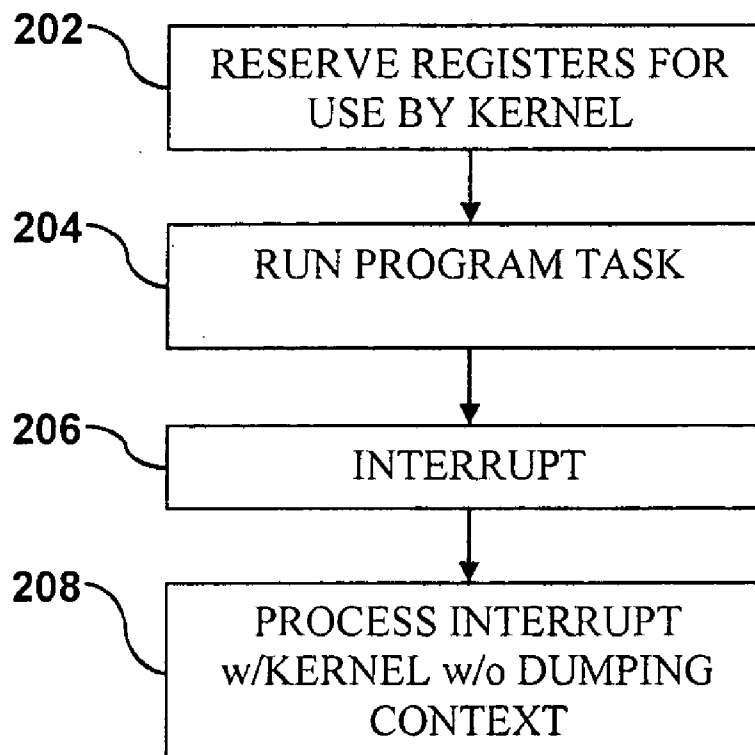 202
RESERVE REGISTERS FOR
USE BY KERNEL
204
RUN PROGRAM TASK
206
INTERRUPT
208
PROCESS INTERRUPT
w/KERNEL w/o DUMPING
CONTEXT